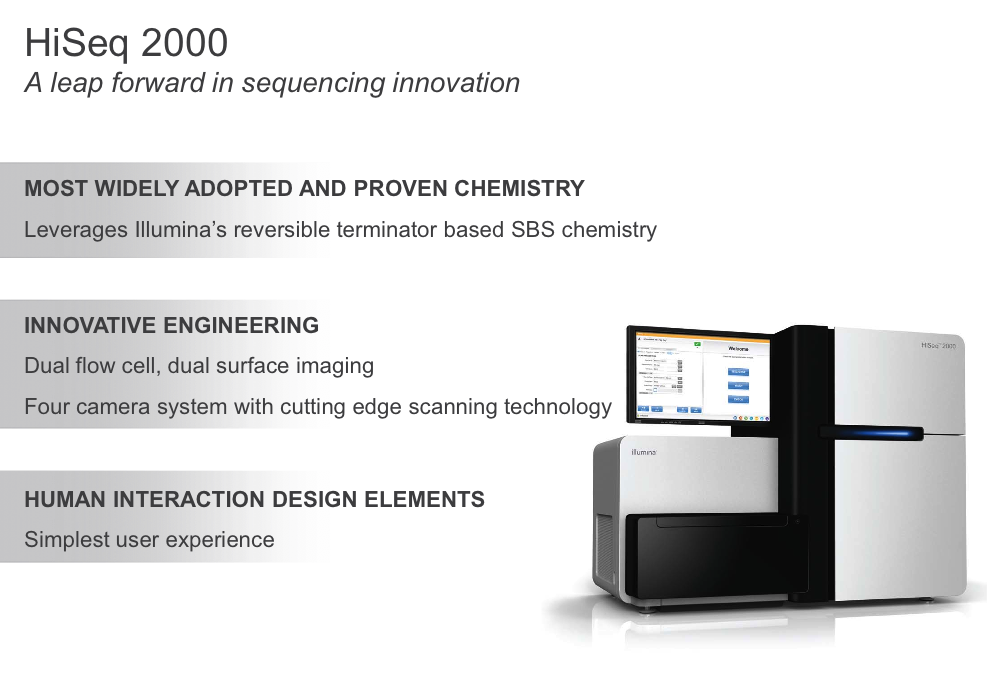 HiSeq 2000
A leap forward in sequencing innovation
MOST WIDELY ADOPTED AND PROVEN CHEMISTRY
Leverages Illumina’s reversible terminator based SBS chemistry
INNOVATIVE ENGINEERING
Dual flow cell, dual surface imaging
Four camera system with cutting edge scanning technology
HUMAN INTERACTION DESIGN ELEMENTS
Simplest user experience
Welcome
HiSeq™ 2000
illumina